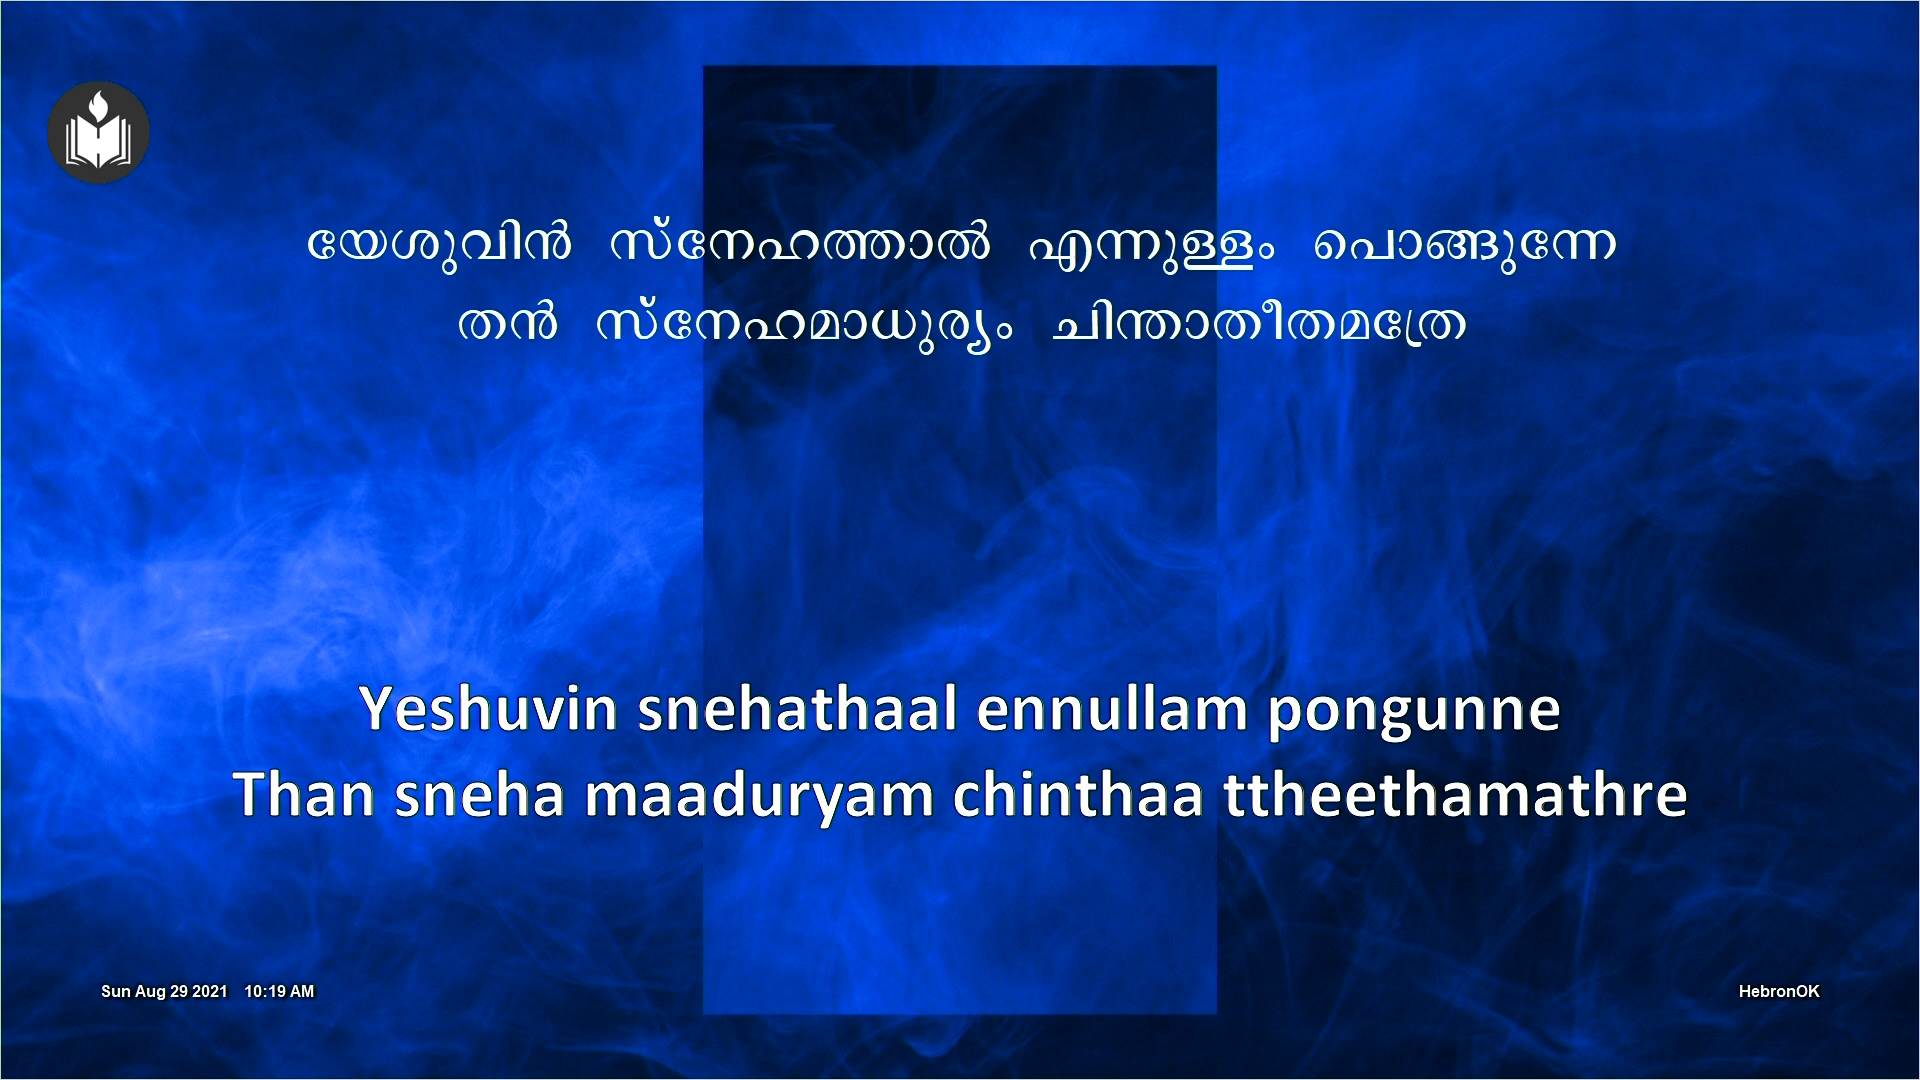 യേശുവിൻ സ്നേഹത്താൽ എന്നുള്ളം പൊങ്ങുന്നേ
തൻ സ്നേഹമാധുര്യം ചിന്താതീതമത്രേ
Yeshuvin snehathaal ennullam pongunne
Than sneha maaduryam chinthaa ttheethamathre
Sun Aug 29 2021 10:19 AM
HebronOK